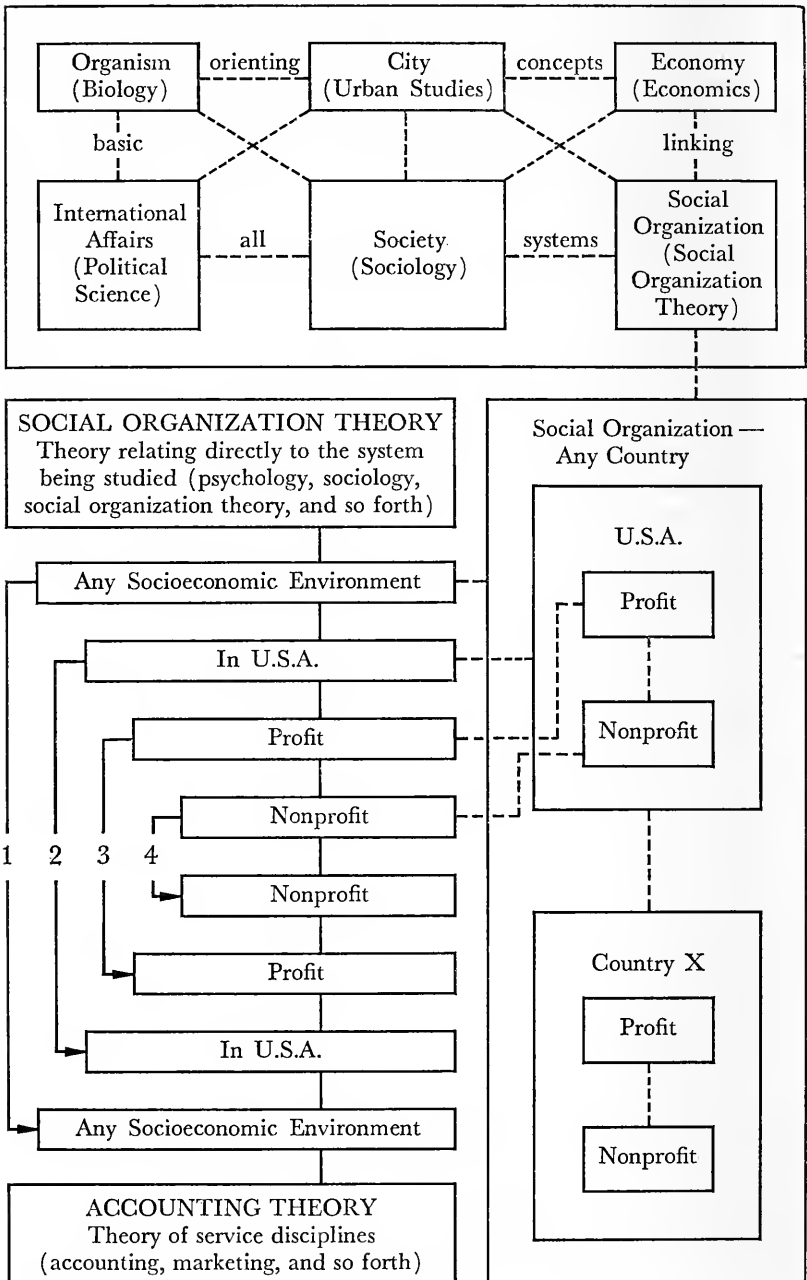 Organism
(Biology)
orienting
City
(Urban Studies)
concepts
Economy
(Economics)
basic
linking
International
Affairs
(Political
Science)
all
Society
(Sociology)
systems
Social
Organization
(Social
Organization
Theory)
SOCIAL ORGANIZATION THEORY
Theory relating directly to the system
being studied (psychology, sociology,
social organization theory, and so forth)
Any Socioeconomic Environment
In U.S.A.
Profit
Nonprofit
1 2 3 4
Nonprofit
Profit
In U.S.A.
Any Socioeconomic Environment
ACCOUNTING THEORY
Theory of service disciplines
(accounting, marketing, and so forth)
Social Organization —
Any Country
U.S.A.
Profit
Nonprofit
Country X
Profit
Nonprofit